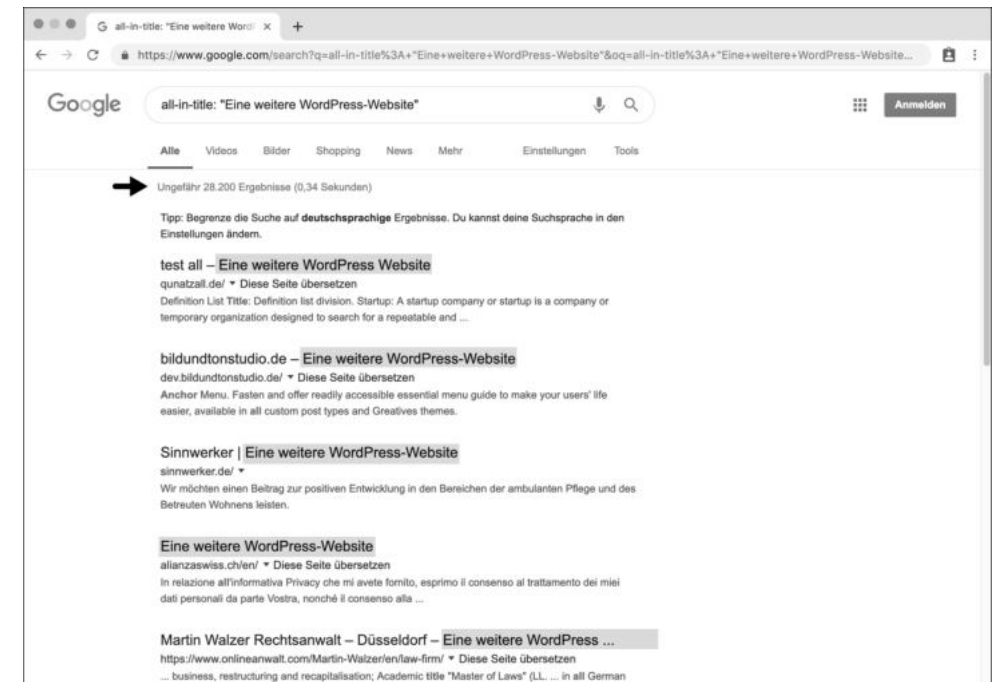 all-in-title: "Eine weitere Word
https://www.google.com/search?q=all-in-title%3A+"Eine+weitere+WordPress-Website"&oq=all-in-title%3A+"Eine+weitere+WordPress-Website...
Google
all-in-title: "Eine weitere WordPress-Website"
Anmelden
Alle Videos Bilder Shopping News Mehr Einstellungen Tools
Ungefähr 28.200 Ergebnisse (0,34 Sekunden)
Tipp: Begrenze die Suche auf deutschsprachige Ergebnisse. Du kannst deine Suchsprache in den
Einstellungen ändern.
test all – Eine weitere WordPress Website
qunatzall.de/ ▾ Diese Seite übersetzen
Definition List Title: Definition list division. Startup: A startup company or startup is a company or
temporary organization designed to search for a repeatable and ...
bildundtonstudio.de – Eine weitere WordPress-Website
dev.bildundtonstudio.de/ ▾ Diese Seite übersetzen
Anchor Menu. Fasten and offer readily accessible essential menu guide to make your users' life
easier, available in all custom post types and Greatives themes.
Sinnwerker | Eine weitere WordPress-Website
sinnwerker.de/ ▾
Wir möchten einen Beitrag zur positiven Entwicklung in den Bereichen der ambulanten Pflege und des
Betreuten Wohnens leisten.
Eine weitere WordPress-Website
alianzaswiss.ch/en/ ▾ Diese Seite übersetzen
In relazione all'informativa Privacy che mi avete fornito, esprimo il consenso al trattamento dei miei
dati personali da parte Vostra, nonché il consenso alla ...
Martin Walzer Rechtsanwalt – Düsseldorf – Eine weitere WordPress ...
https://www.onlineanwalt.com/Martin-Walzer/en/law-firm/ ▾ Diese Seite übersetzen
... business, restructuring and recapitalisation; Academic title "Master of Laws" (LL. ... in all German